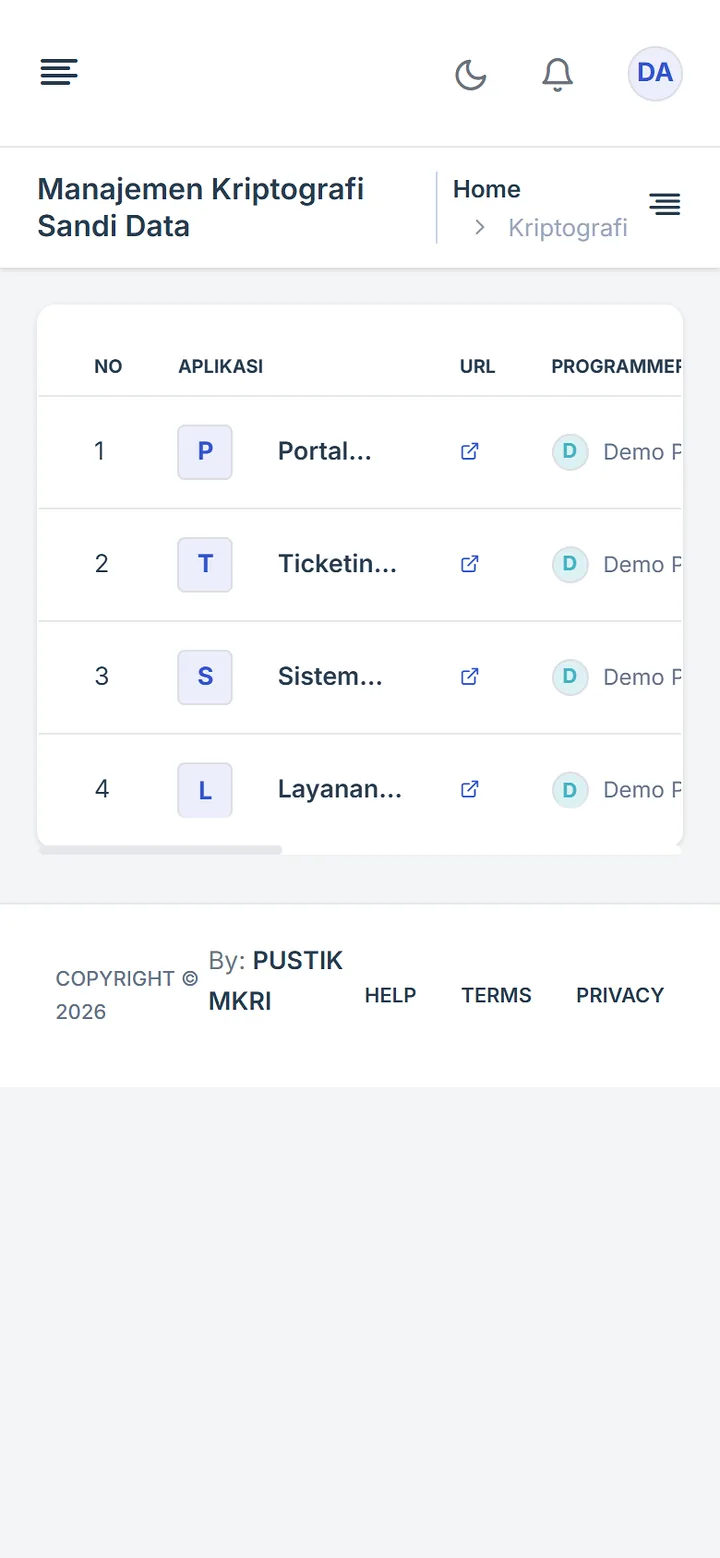 DA
Manajemen Kriptografi
Sandi Data
Home
Kriptografi
NO APLIKASI URL PROGRAMMER
1 P Portal... D Demo P
2 T Ticketin... D Demo P
3 S Sistem... D Demo P
4 L Layanan... D Demo P
COPYRIGHT ©
2026
By: PUSTIK
MKRI
HELP TERMS PRIVACY